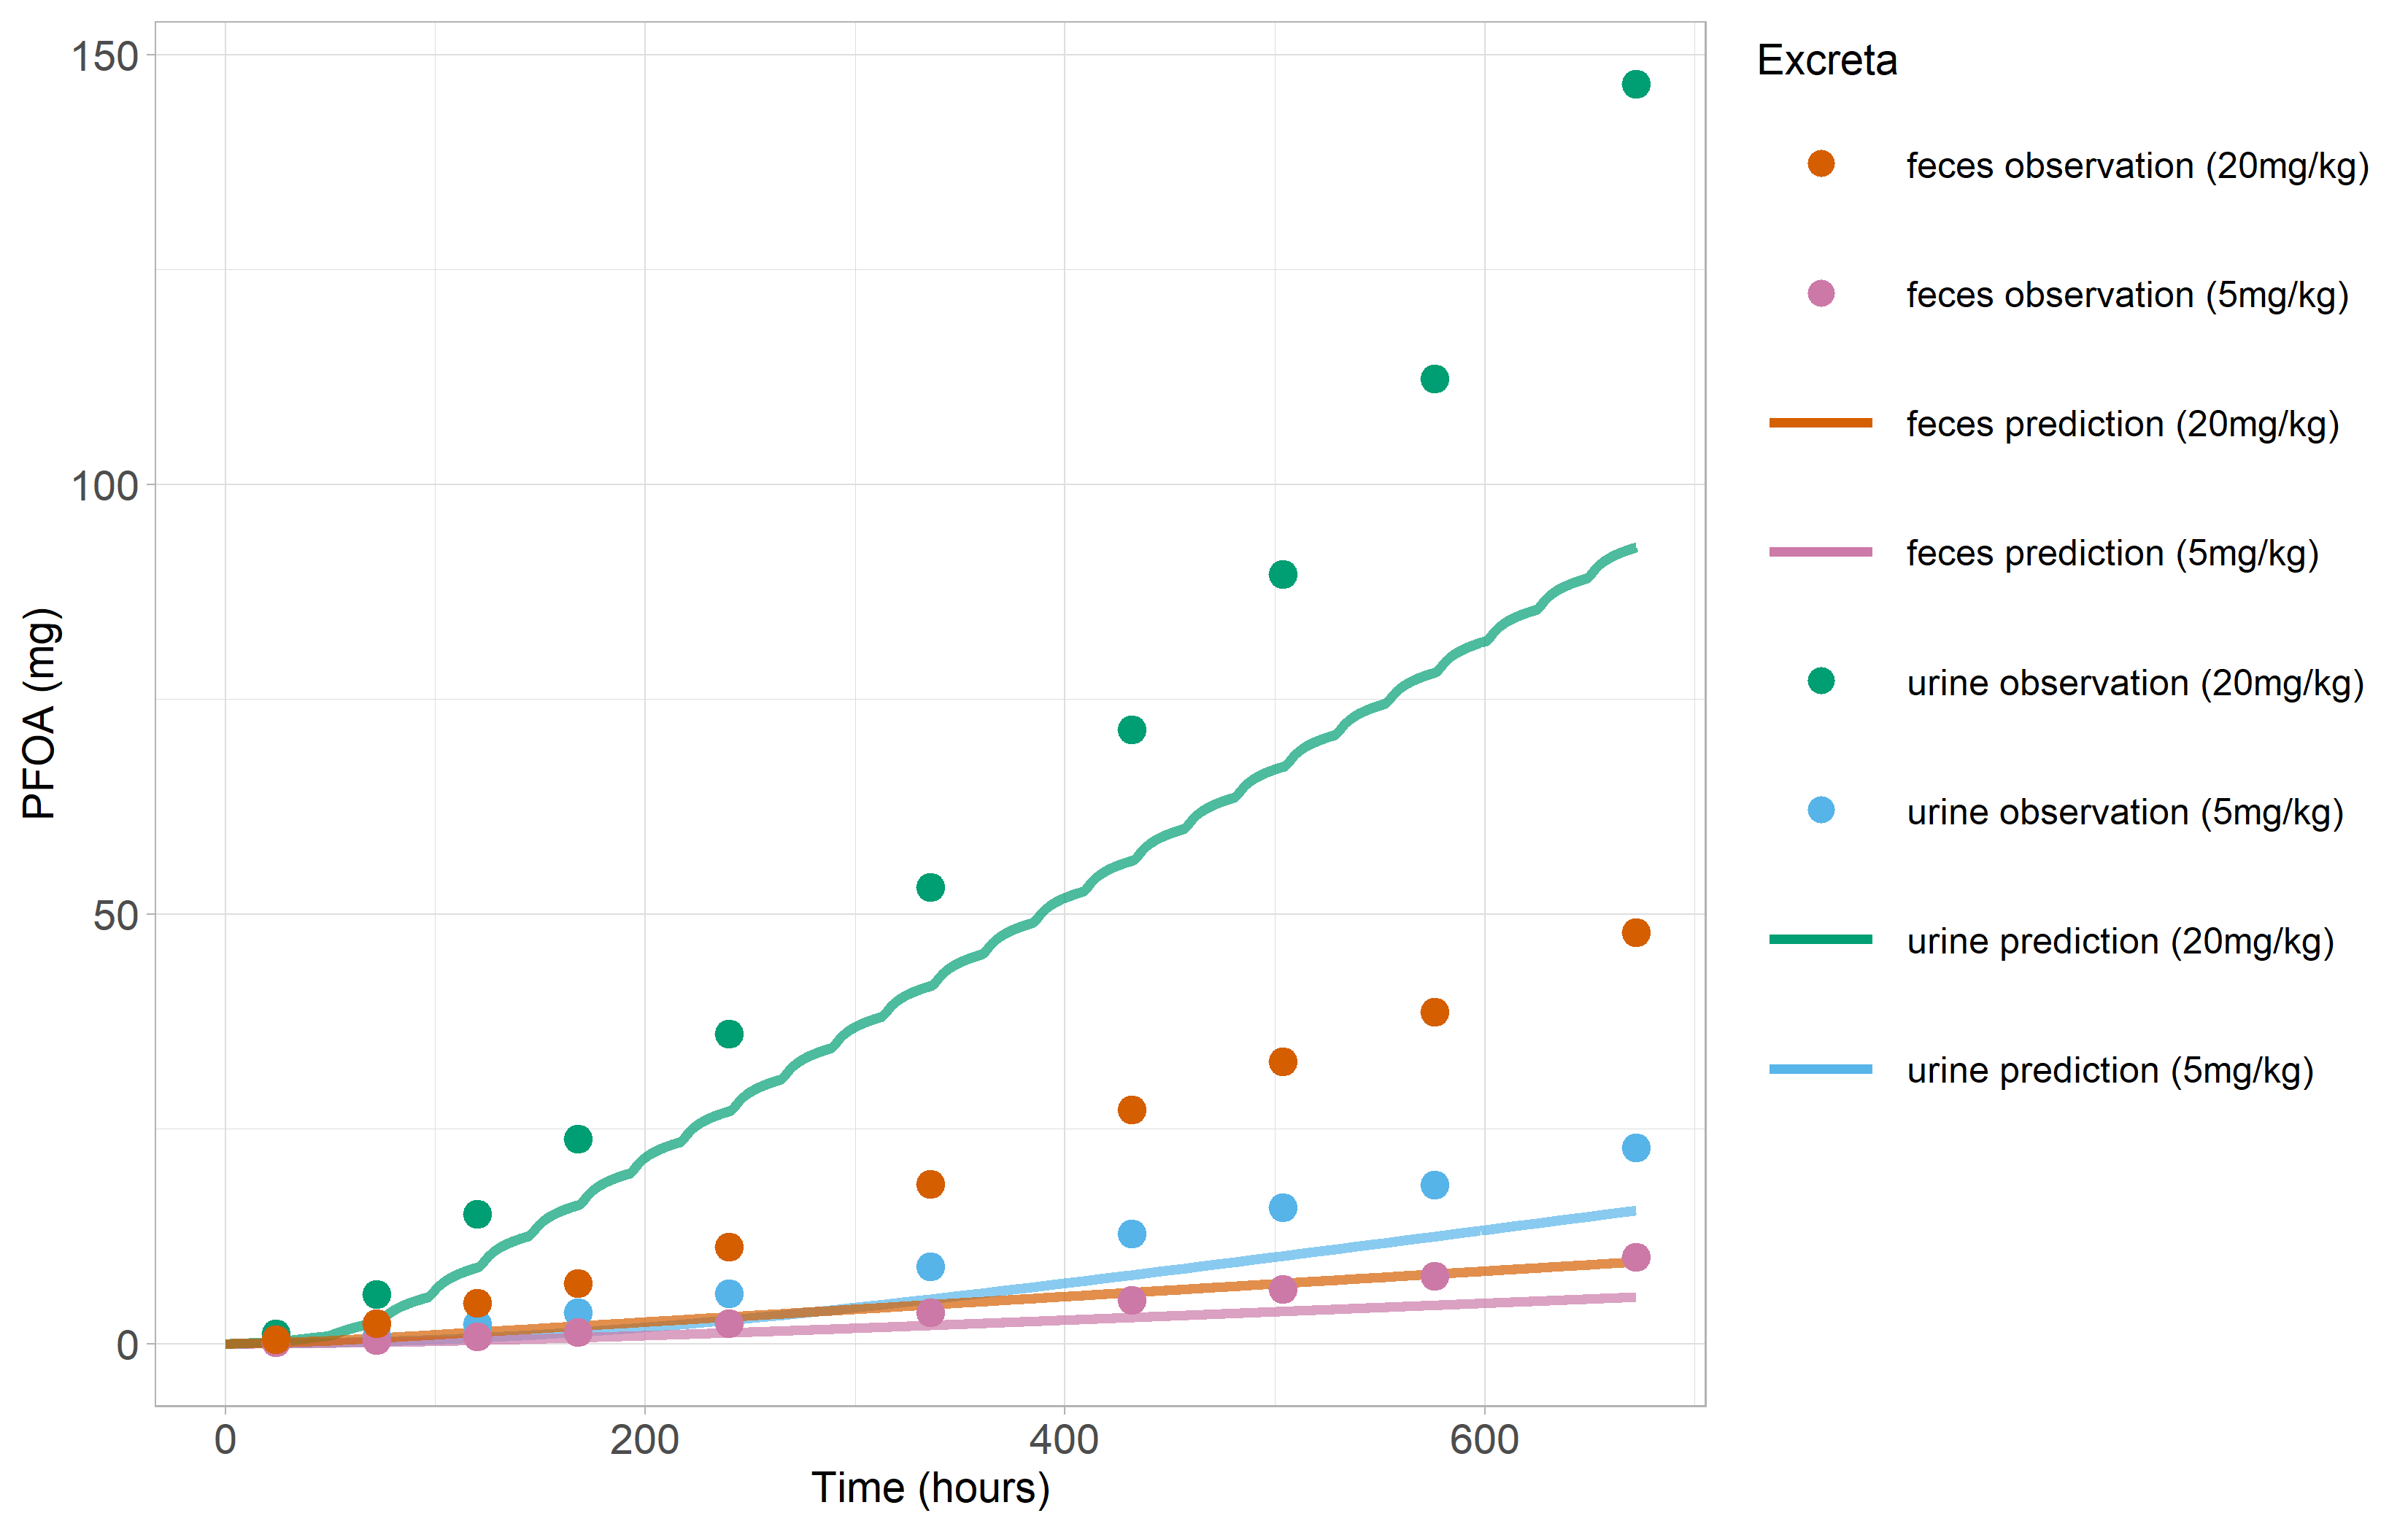 150
100
50
0
PFOA (mg)
0 200 400 600
Time (hours)
Excreta
feces observation (20mg/kg)
feces observation (5mg/kg)
feces prediction (20mg/kg)
feces prediction (5mg/kg)
urine observation (20mg/kg)
urine observation (5mg/kg)
urine prediction (20mg/kg)
urine prediction (5mg/kg)